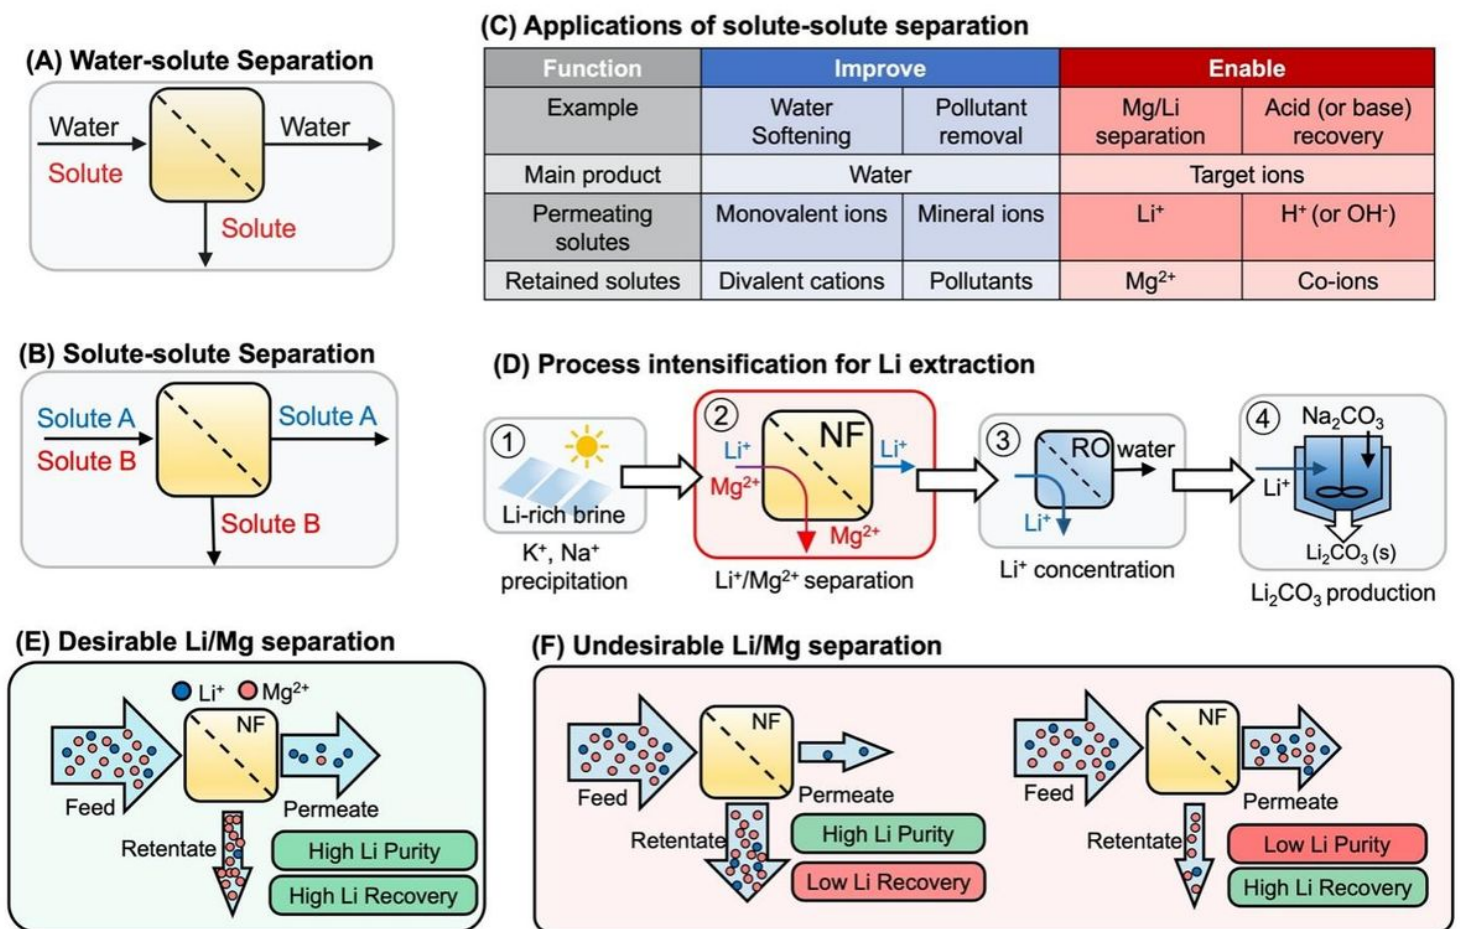 (A) Water-solute Separation
Water
Solute
Water
Solute
(B) Solute-solute Separation
Solute A
Solute B
Solute A
Solute B
(C) Applications of solute-solute separation
Function
Improve
Enable
Example
Water
Softening
Pollutant
removal
Mg/Li
separation
Acid (or base)
recovery
Main product
Water
Target ions
Permeating
solutes
Monovalent ions
Mineral ions
Li⁺
H⁺ (or OH⁻)
Retained solutes
Divalent cations
Pollutants
Mg²⁺
Co-ions
(D) Process intensification for Li extraction
①
Li-rich brine
K⁺, Na⁺
precipitation
②
NF
Li⁺
Mg²⁺
Li⁺
Mg²⁺
Li⁺/Mg²⁺ separation
③
RO
water
Li⁺
Li⁺ concentration
④
Na₂CO₃
Li⁺
Li₂CO₃ (s)
Li₂CO₃ production
(E) Desirable Li/Mg separation
Li⁺
Mg²⁺
NF
Feed
Permeate
Retentate
High Li Purity
High Li Recovery
(F) Undesirable Li/Mg separation
NF
Feed
Permeate
Retentate
High Li Purity
Low Li Recovery
NF
Feed
Permeate
Retentate
Low Li Purity
High Li Recovery